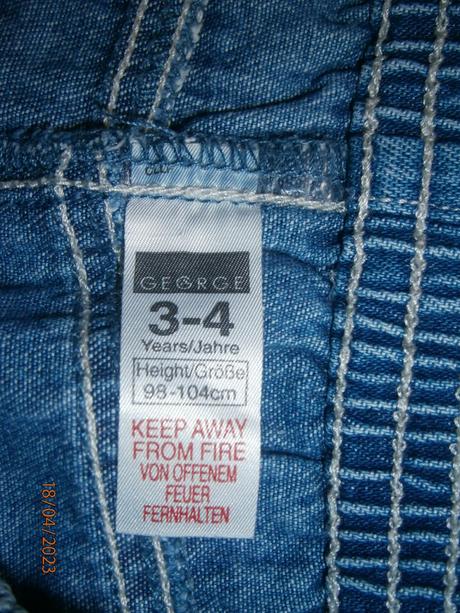 GEORGE
3-4
Years/Jahre
Height/Größe
98-104cm
KEEP AWAY
FROM FIRE
VON OFFENEM
FEUER
FERNHALTEN
18/04/2023